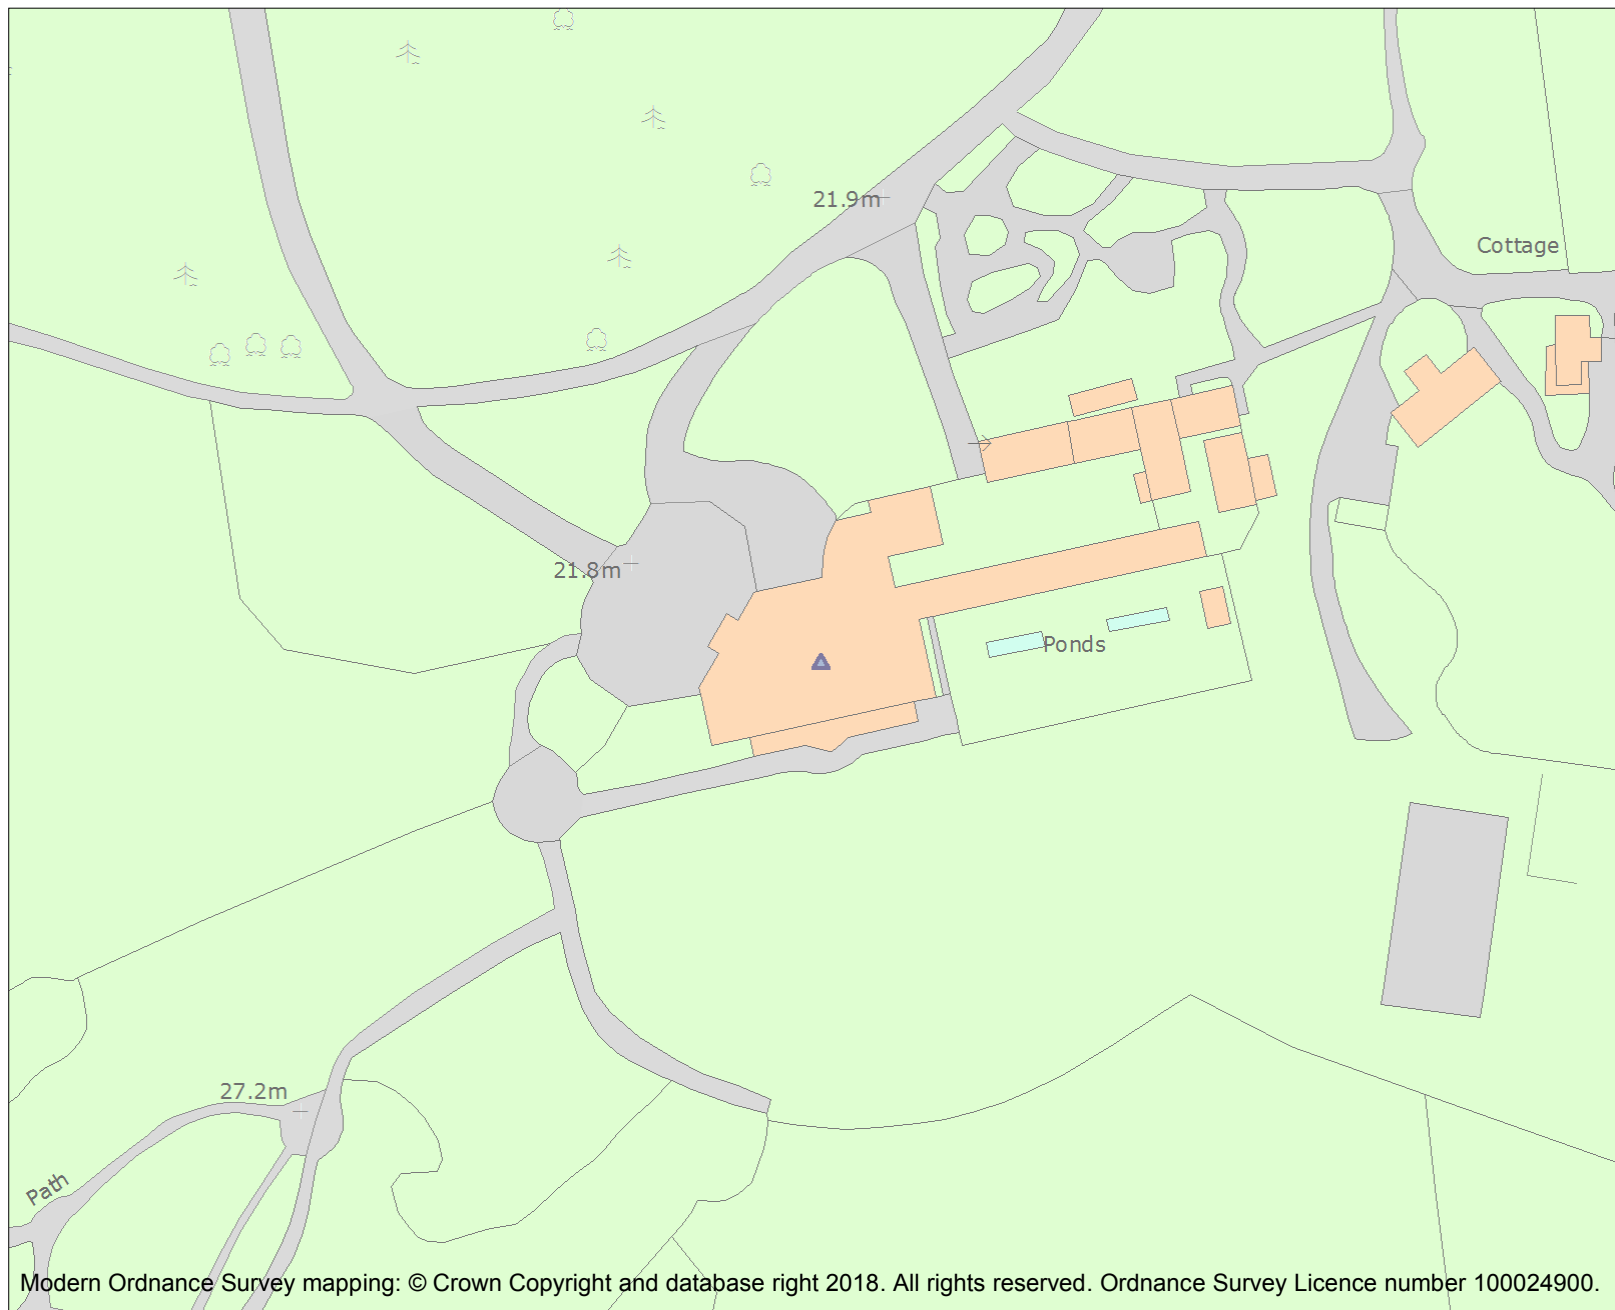 21.9m
Cottage
21.8m
Ponds
27.2m
Path
Modern Ordnance Survey mapping: © Crown Copyright and database right 2018. All rights reserved. Ordnance Survey Licence number 100024900.